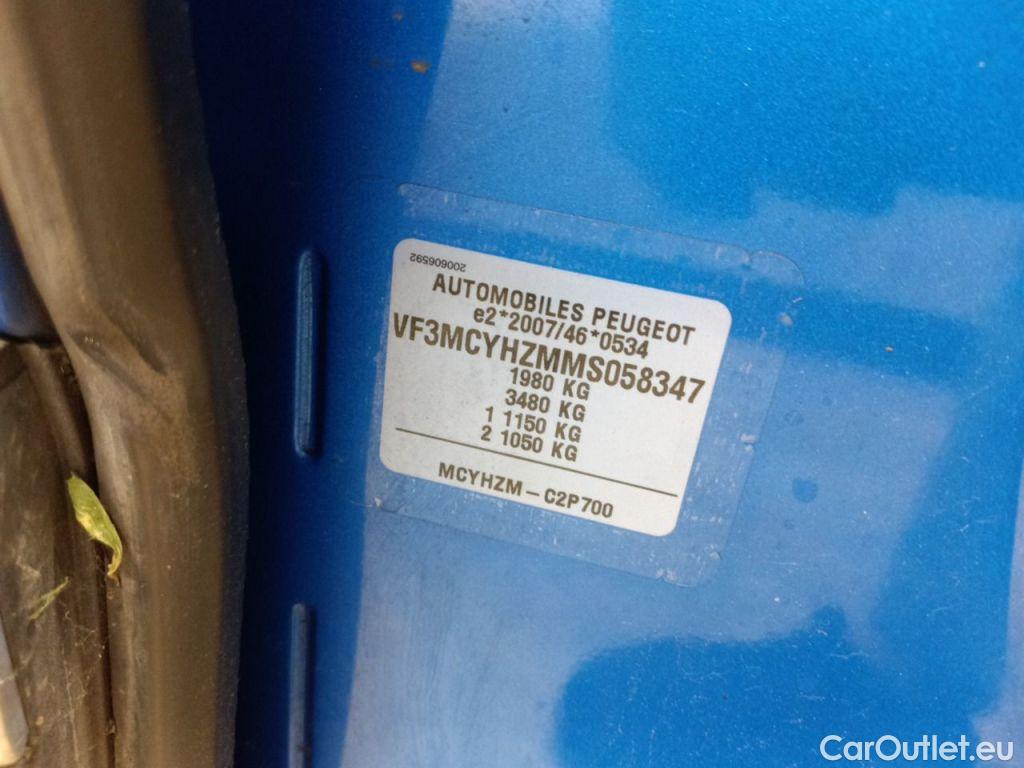 200606592
AUTOMOBILES PEUGEOT
e2*2007/46*0534
VF3MCYHZMMS058347
1980 KG
3480 KG
1 1150 KG
2 1050 KG
MCYHZM-C2P700
CarOutlet.eu